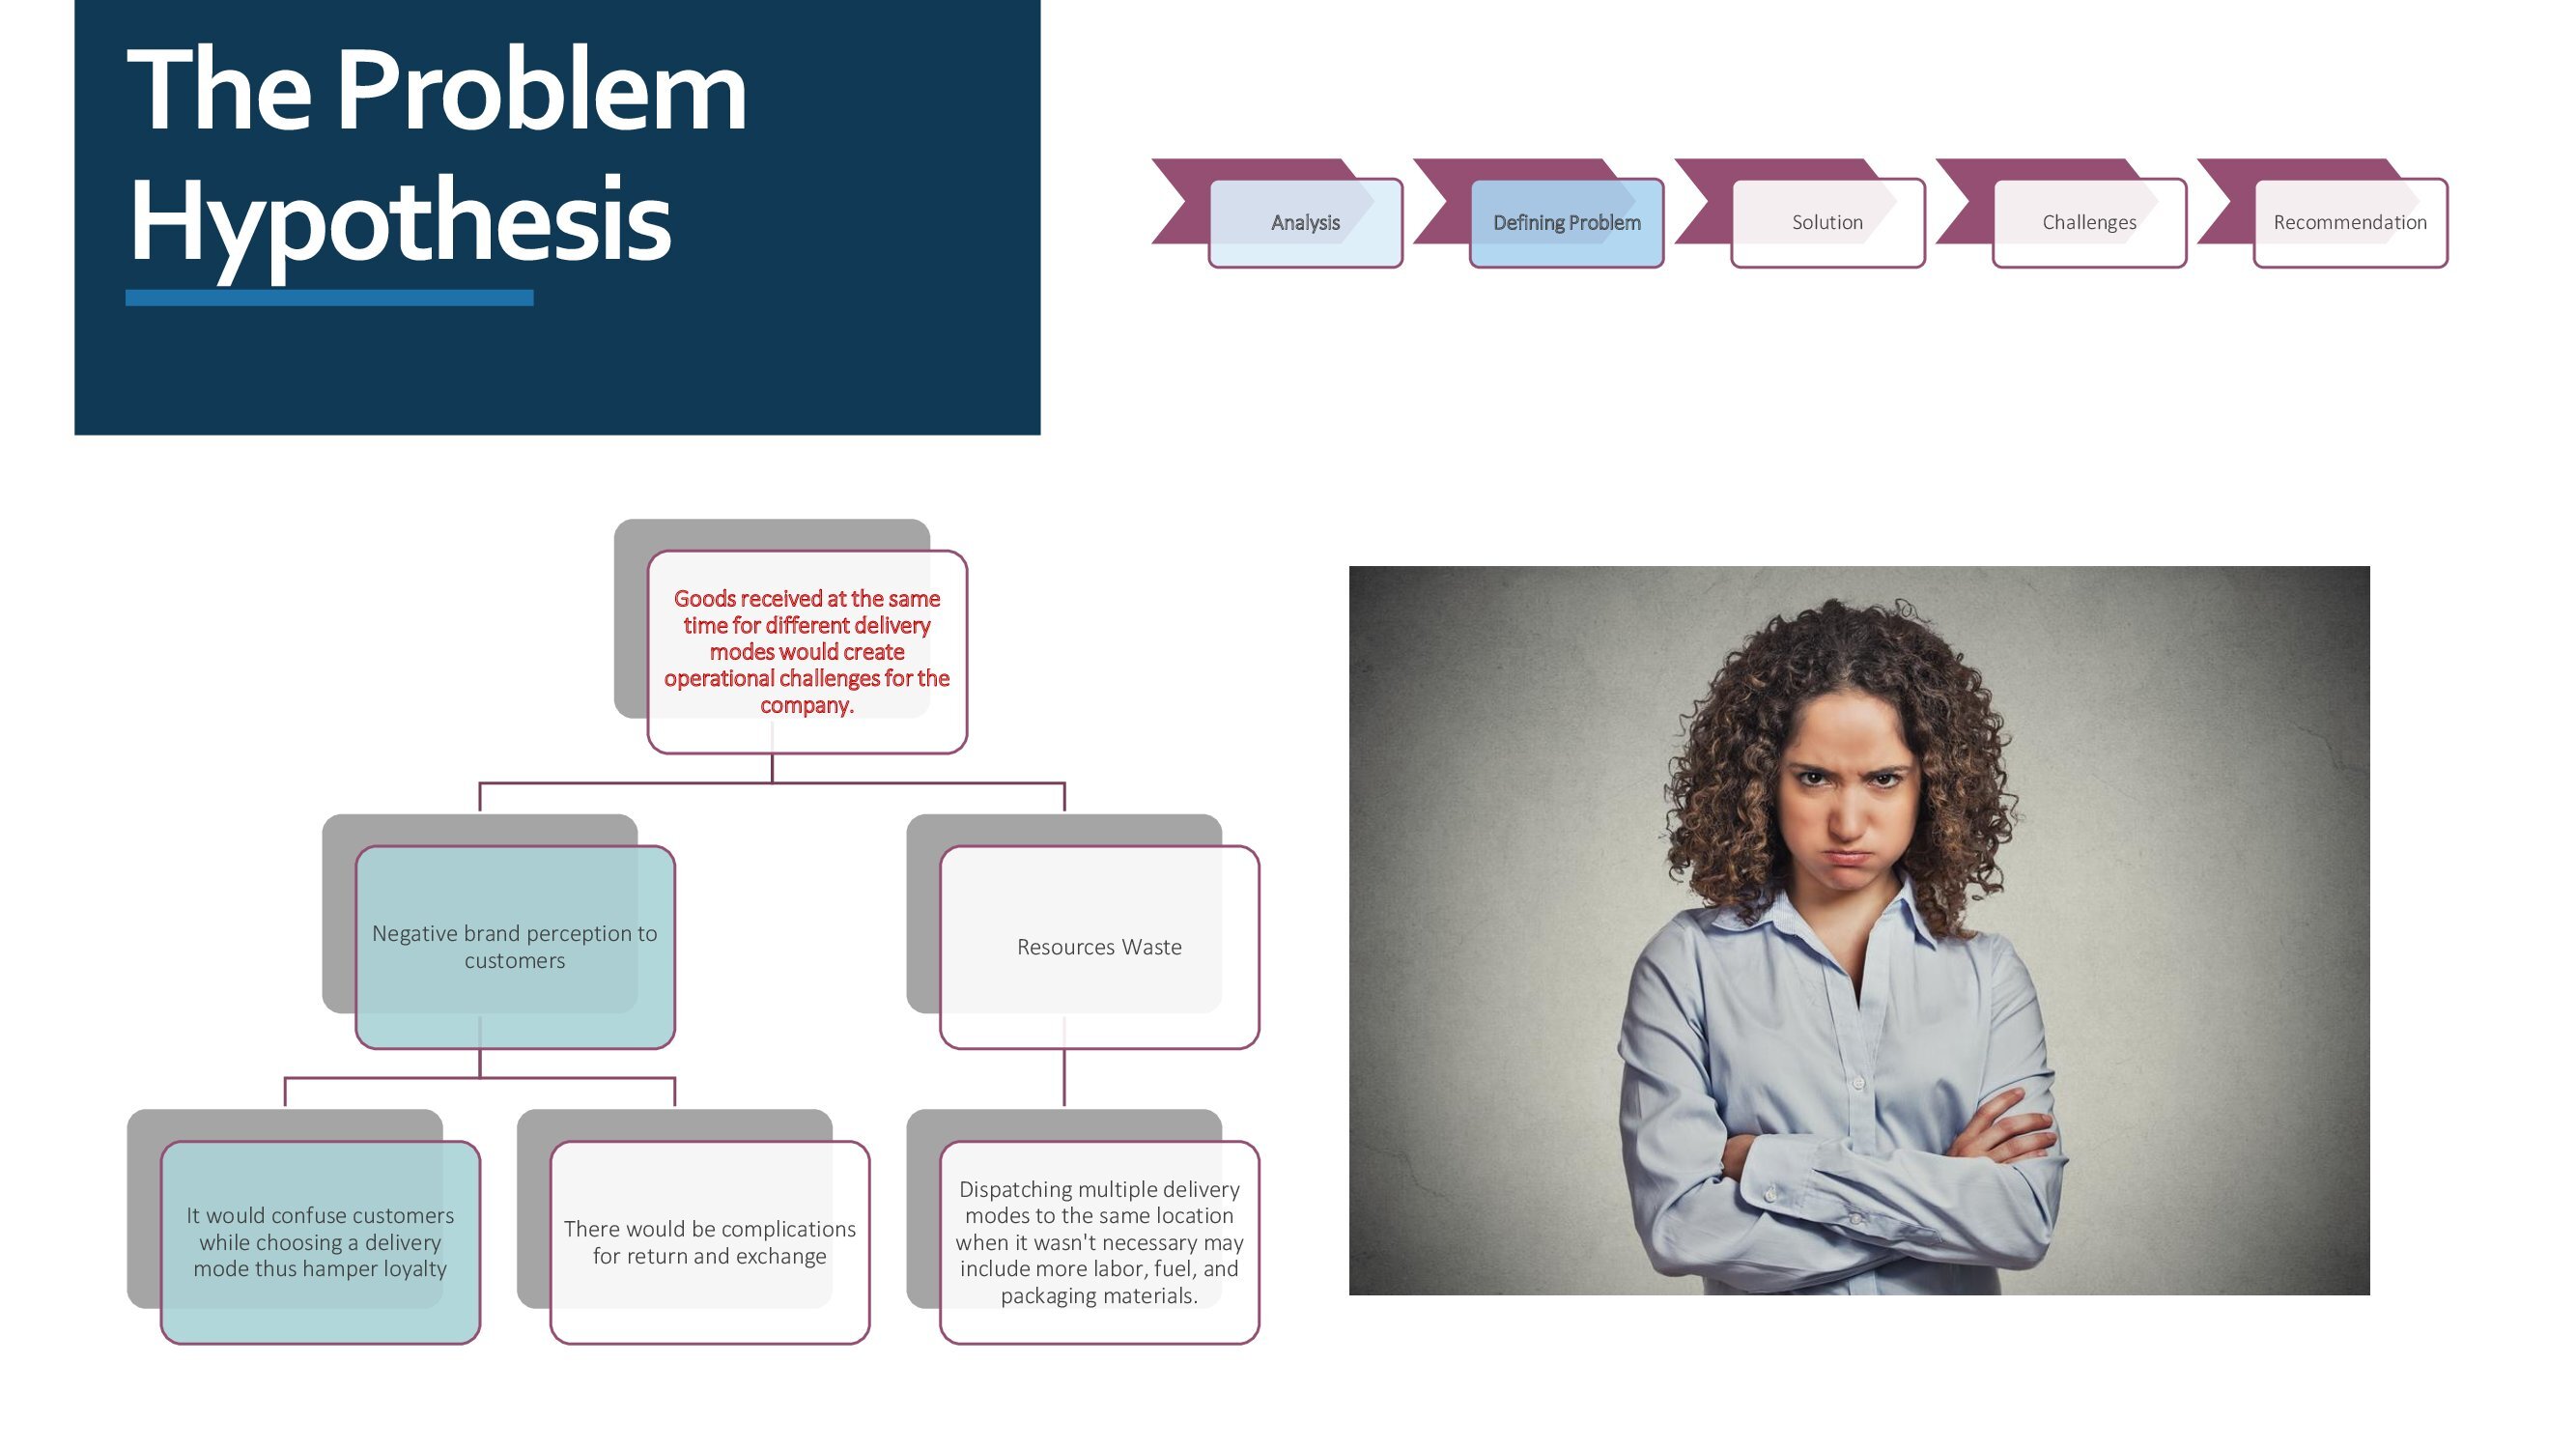 The Problem
Hypothesis
Analysis
Defining Problem
Solution
Challenges
Recommendation
Goods received at the same
time for different delivery
modes would create
operational challenges for the
company.
Negative brand perception to
customers
Resources Waste
It would confuse customers
while choosing a delivery
mode thus hamper loyalty
There would be complications
for return and exchange
Dispatching multiple delivery
modes to the same location
when it wasn't necessary may
include more labor, fuel, and
packaging materials.